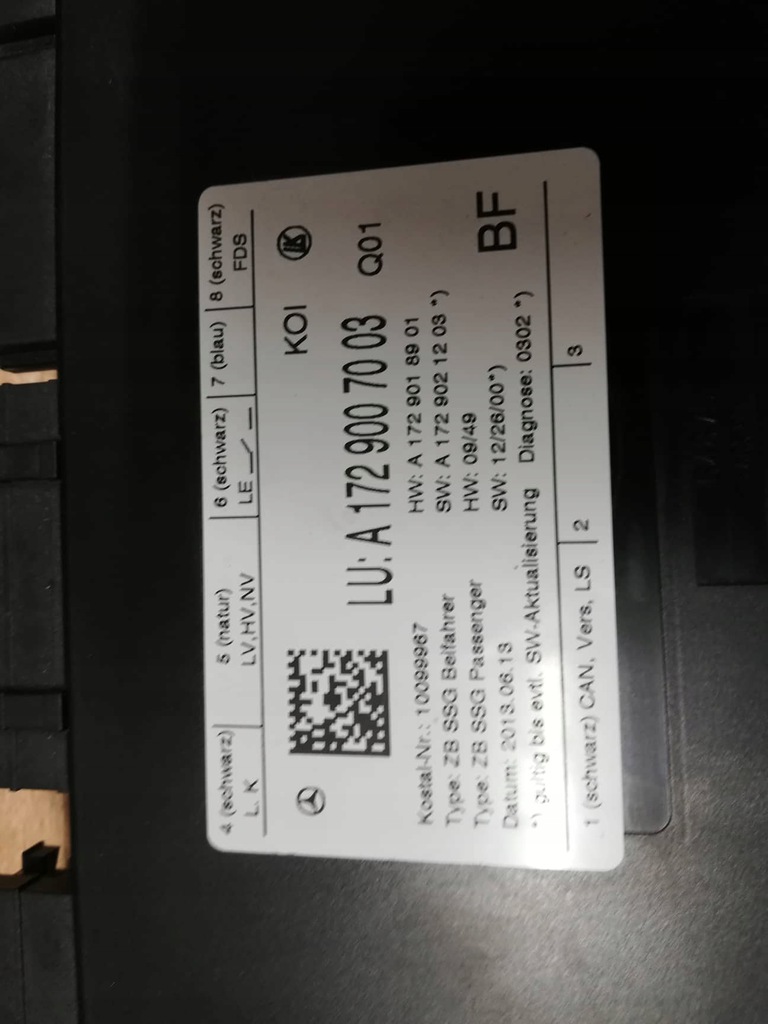 4 (schwarz) 5 (natur) 6 (schwarz) 7 (blau) 8 (schwarz)
L, K LV,HV,NV LE FDS
KOI
LU: A 172 900 70 03 Q01
Kostal-Nr.: 10099967 HW: A 172 901 89 01
Type: ZB SSG Beifahrer SW: A 172 902 12 03 *)
Type: ZB SSG Passenger HW: 09/49
Datum: 2013.06.13 SW: 12/26/00*)
BF
*) gültig bis evtl. SW-Aktualisierung Diagnose: 0302 *)
1 (schwarz) CAN, Vers, LS 2 3